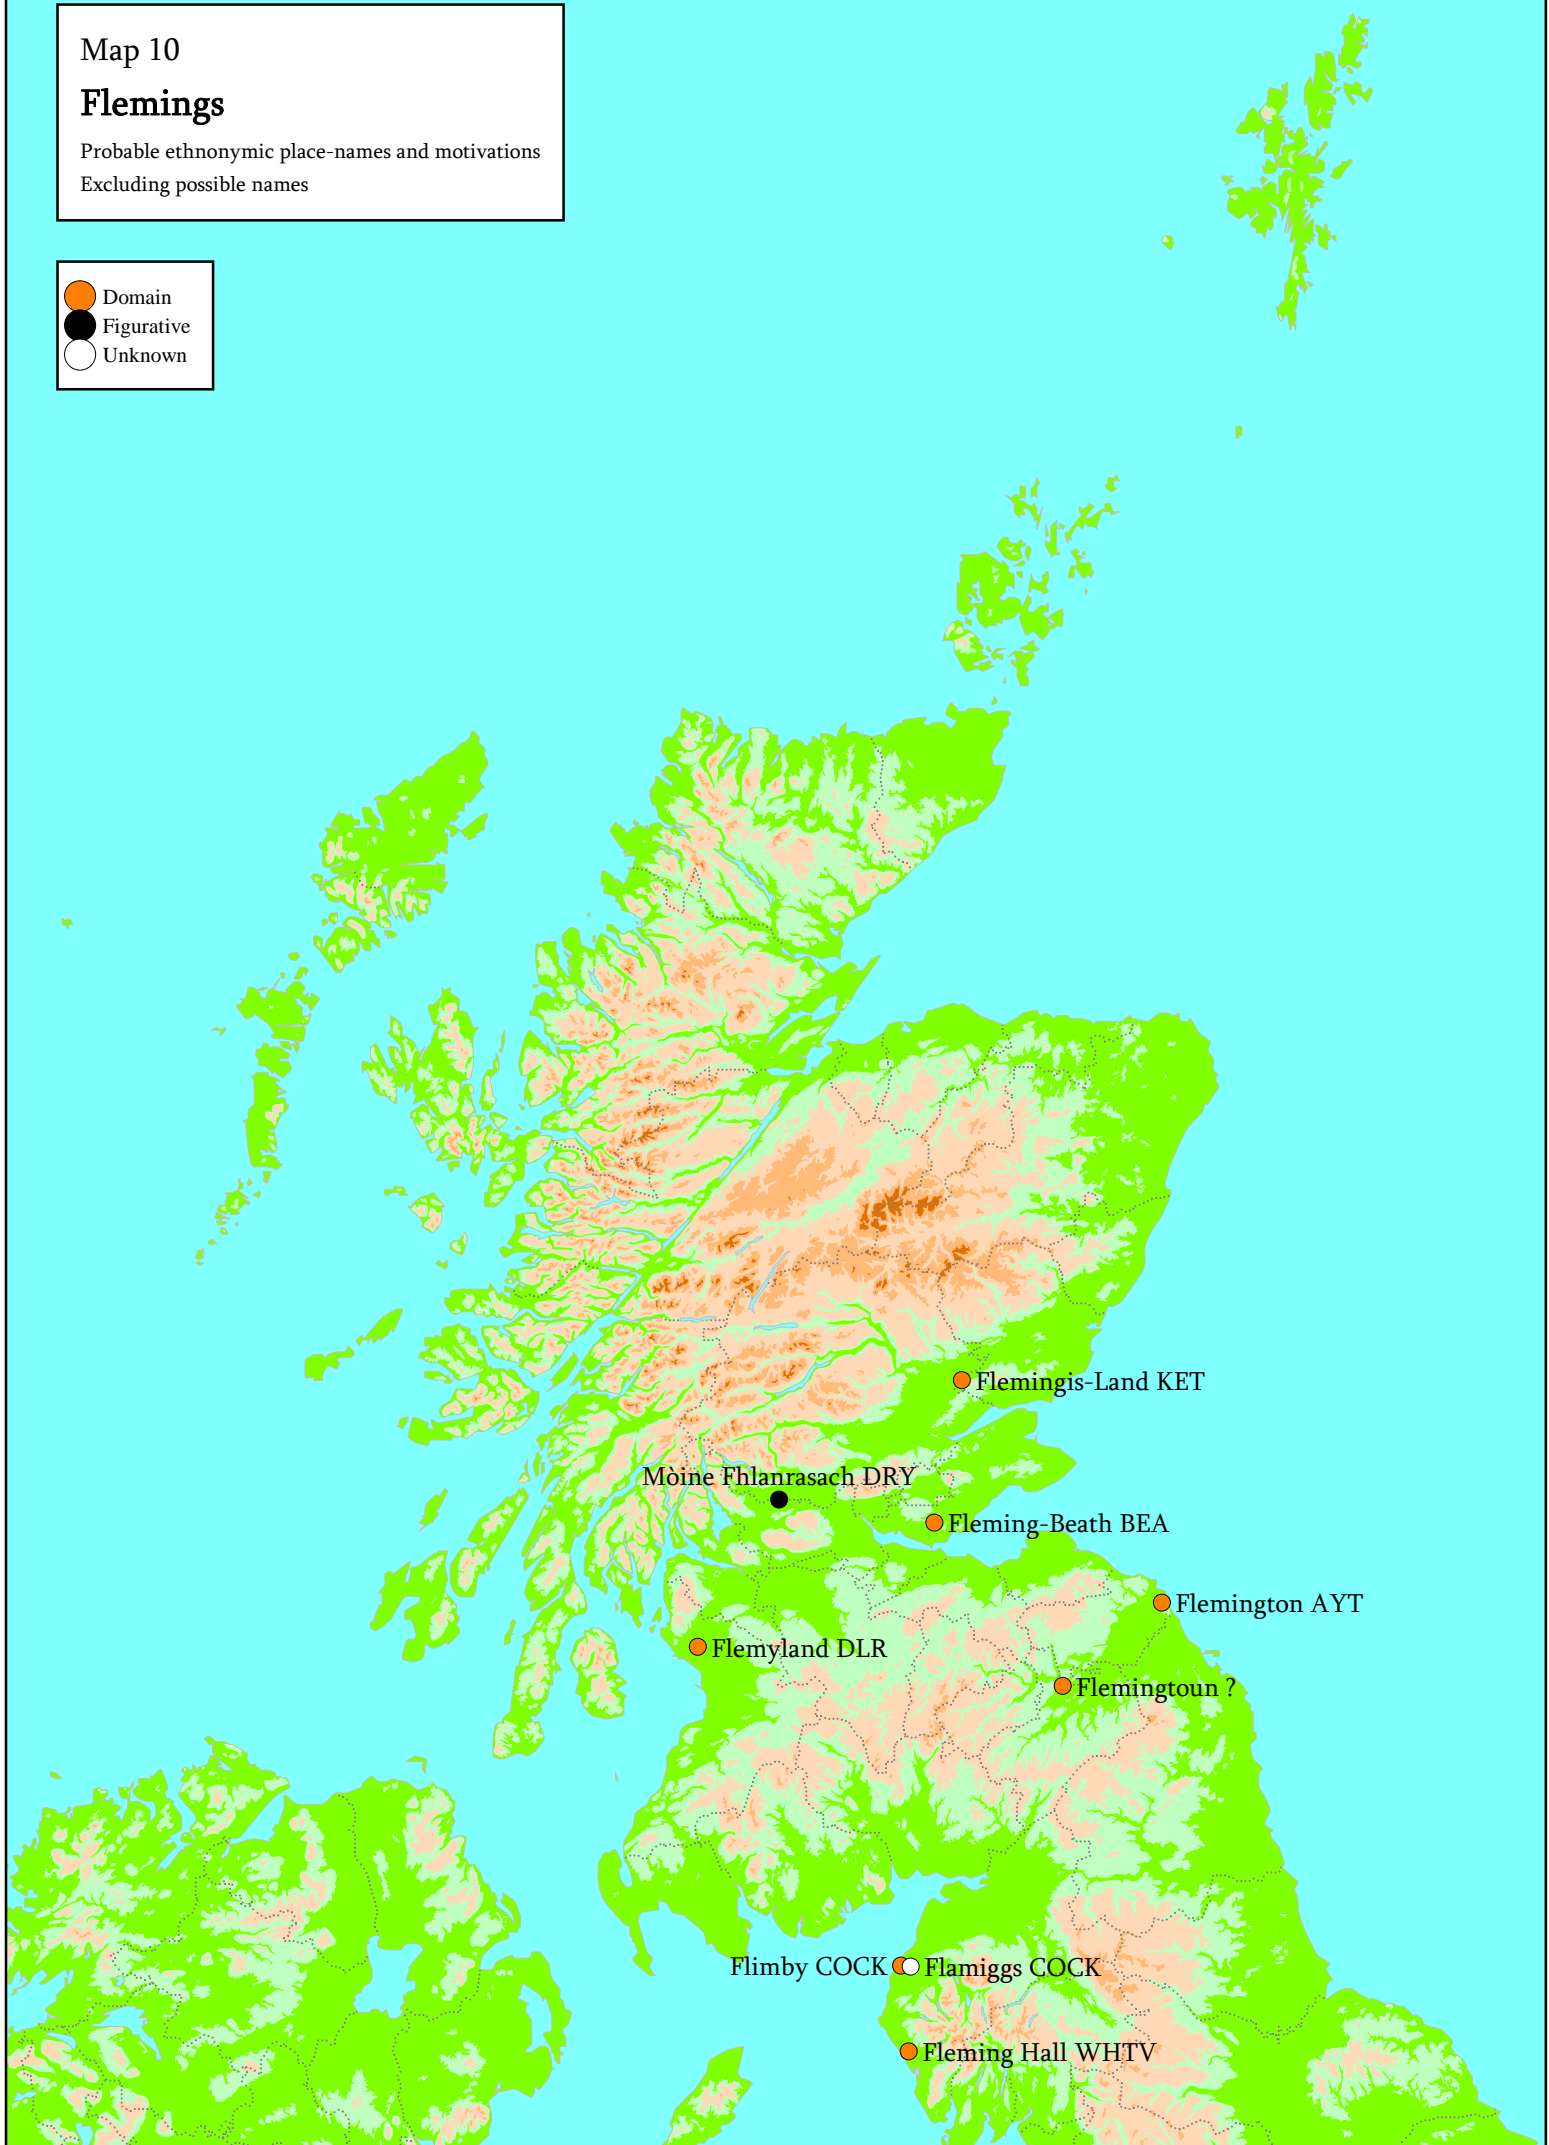 Map 10
Flemings
Probable ethnonymic place-names and motivations
Excluding possible names
Domain
Figurative
Unknown
Flemingis-Land KET
Mòine Fhlanrasach DRY
Fleming-Beath BEA
Flemington AYT
Flemyland DLR
Flemingtoun ?
Flimby COCK
Flamiggs COCK
Fleming Hall WHTV